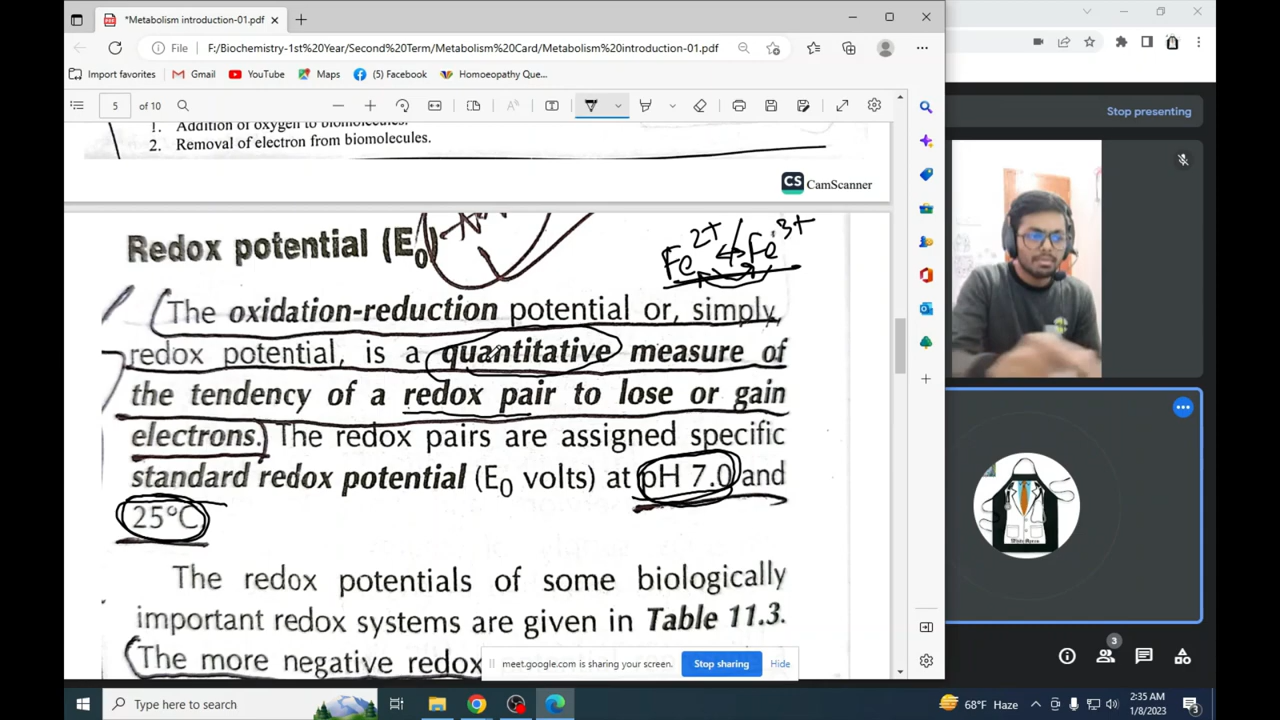 *Metabolism introduction-01.pdf
File
F:/Biochemistry-1st%20Year/Second%20Term/Metabolism%20Card/Metabolism%20introduction-01.pdf
Import favorites
Gmail
YouTube
Maps
(5) Facebook
Homoeopathy Que...
5 of 10
Stop presenting
1. Addition of oxygen to biomolecules.
2. Removal of electron from biomolecules.
CS CamScanner
Redox potential (E0)
Fe2+ ↔ Fe3+
The oxidation-reduction potential or, simply,
redox potential, is a quantitative measure of
the tendency of a redox pair to lose or gain
electrons. The redox pairs are assigned specific
standard redox potential (E0 volts) at pH 7.0 and
25°C
The redox potentials of some biologically
important redox systems are given in Table 11.3.
The more negative redox
meet.google.com is sharing your screen.
Stop sharing
Hide
3
Type here to search
68°F Haze
2:35 AM
1/8/2023
3